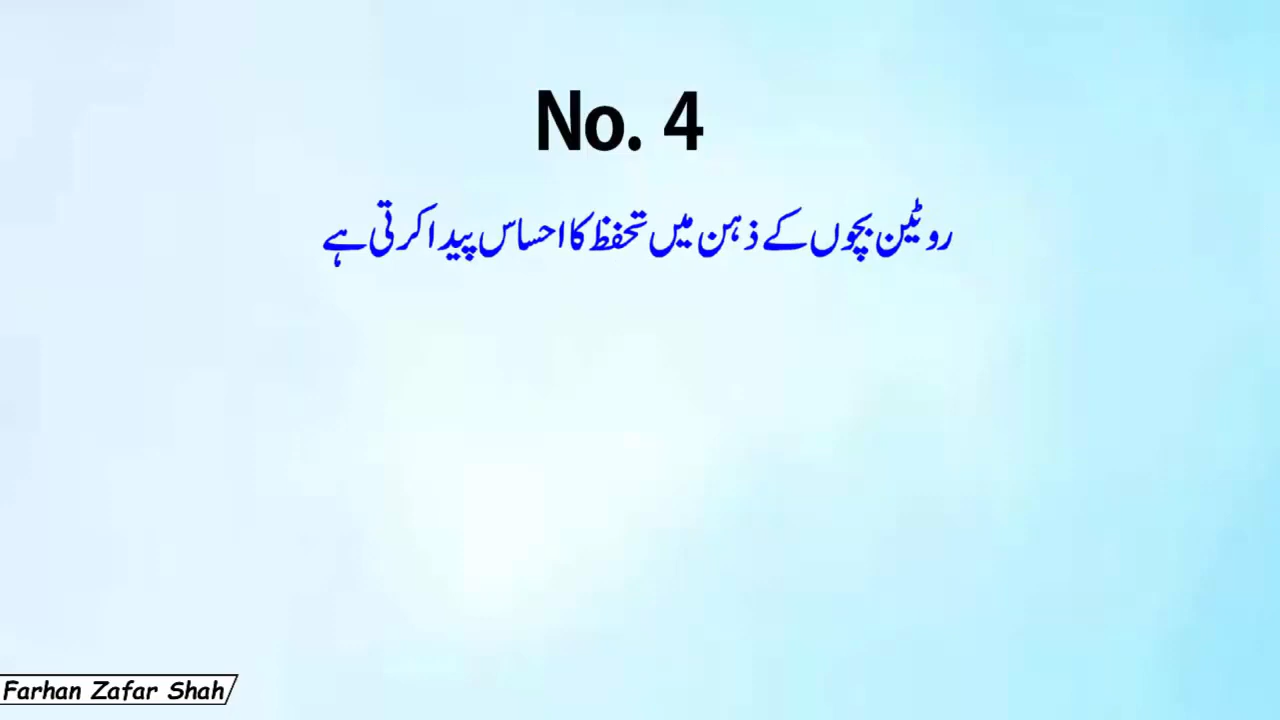 No. 4
روٹین بچوں کے ذہن میں تحفظ کا احساس پیدا کرتی ہے
Farhan Zafar Shah